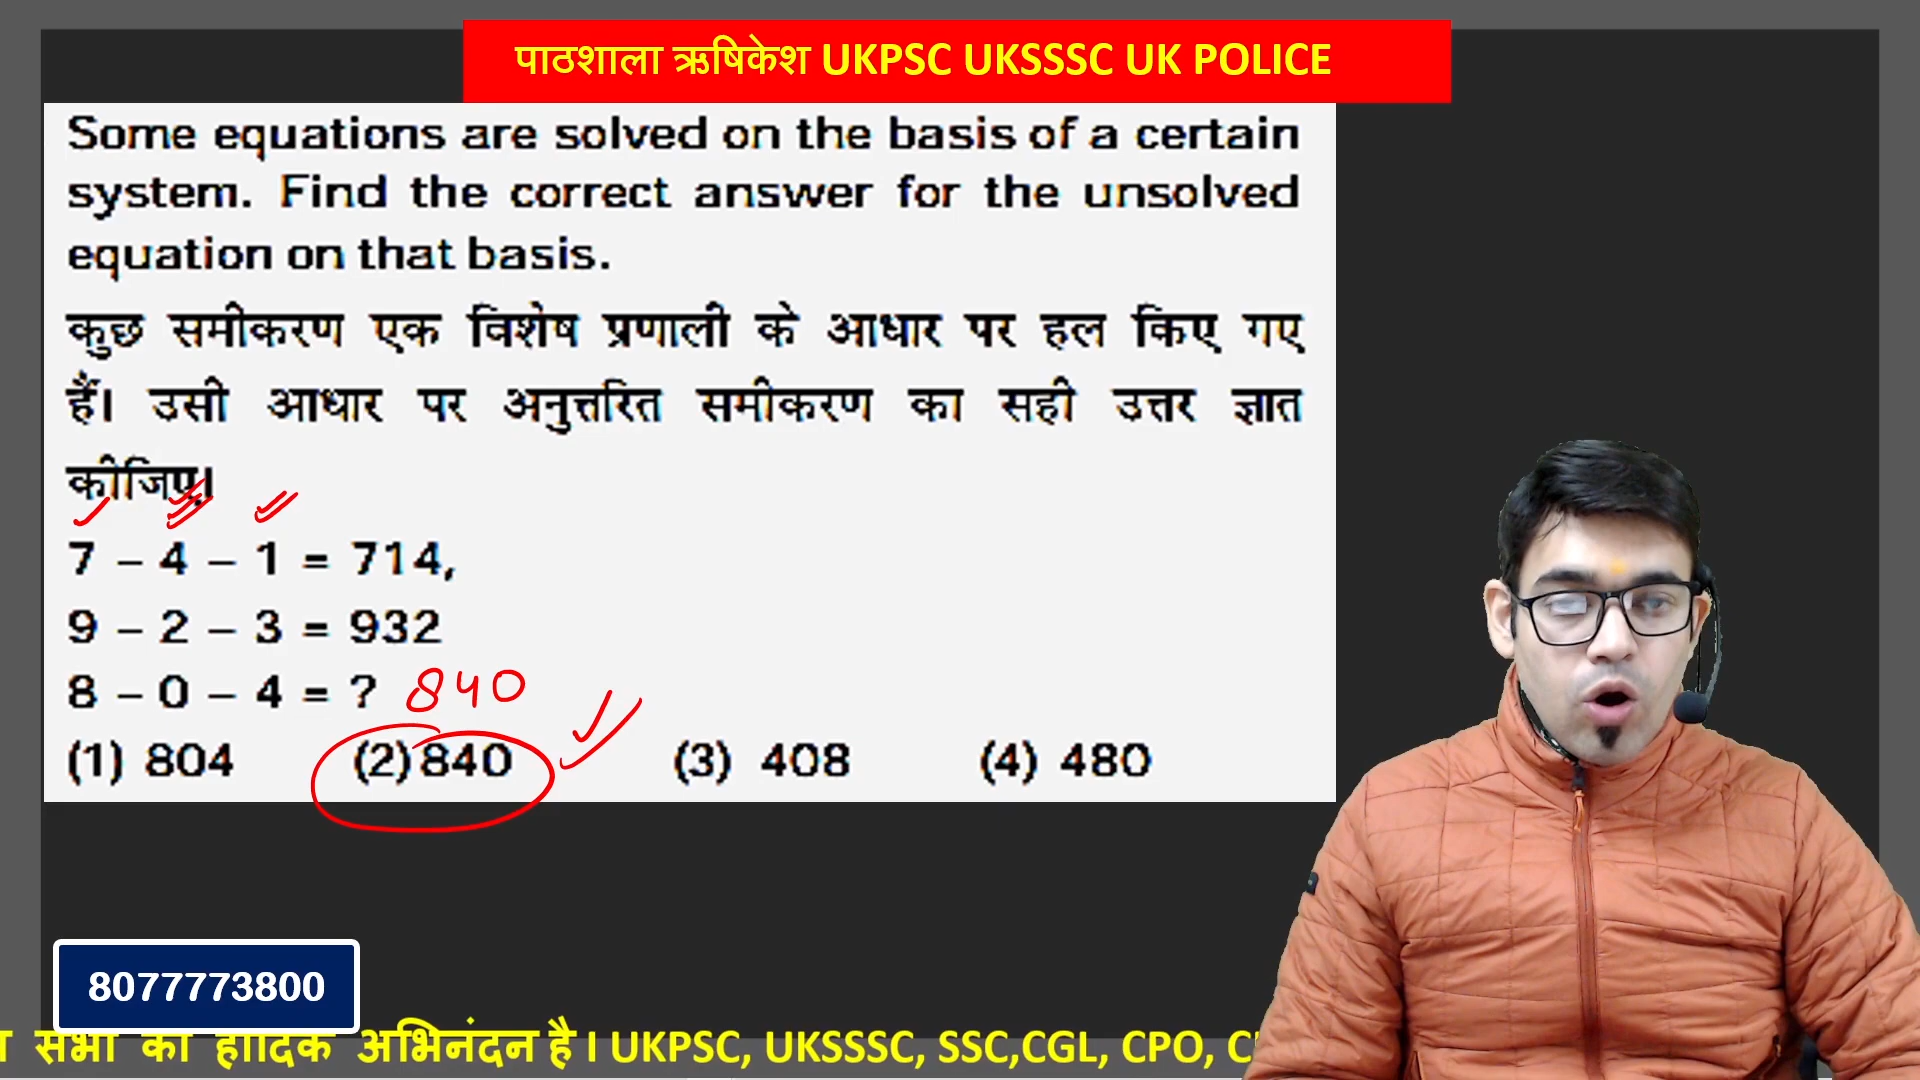 पाठशाला ऋषिकेश UKPSC UKSSSC UK POLICE
Some equations are solved on the basis of a certain
system. Find the correct answer for the unsolved
equation on that basis.
कुछ समीकरण एक विशेष प्रणाली के आधार पर हल किए गए
हैं। उसी आधार पर अनुत्तरित समीकरण का सही उत्तर ज्ञात
कीजिए।
7 – 4 – 1 = 714,
9 – 2 – 3 = 932
8 – 0 – 4 = ? 840
(1) 804 (2) 840 (3) 408 (4) 480
8077773800
सभी का हार्दिक अभिनंदन है । UKPSC, UKSSSC, SSC,CGL, CPO,